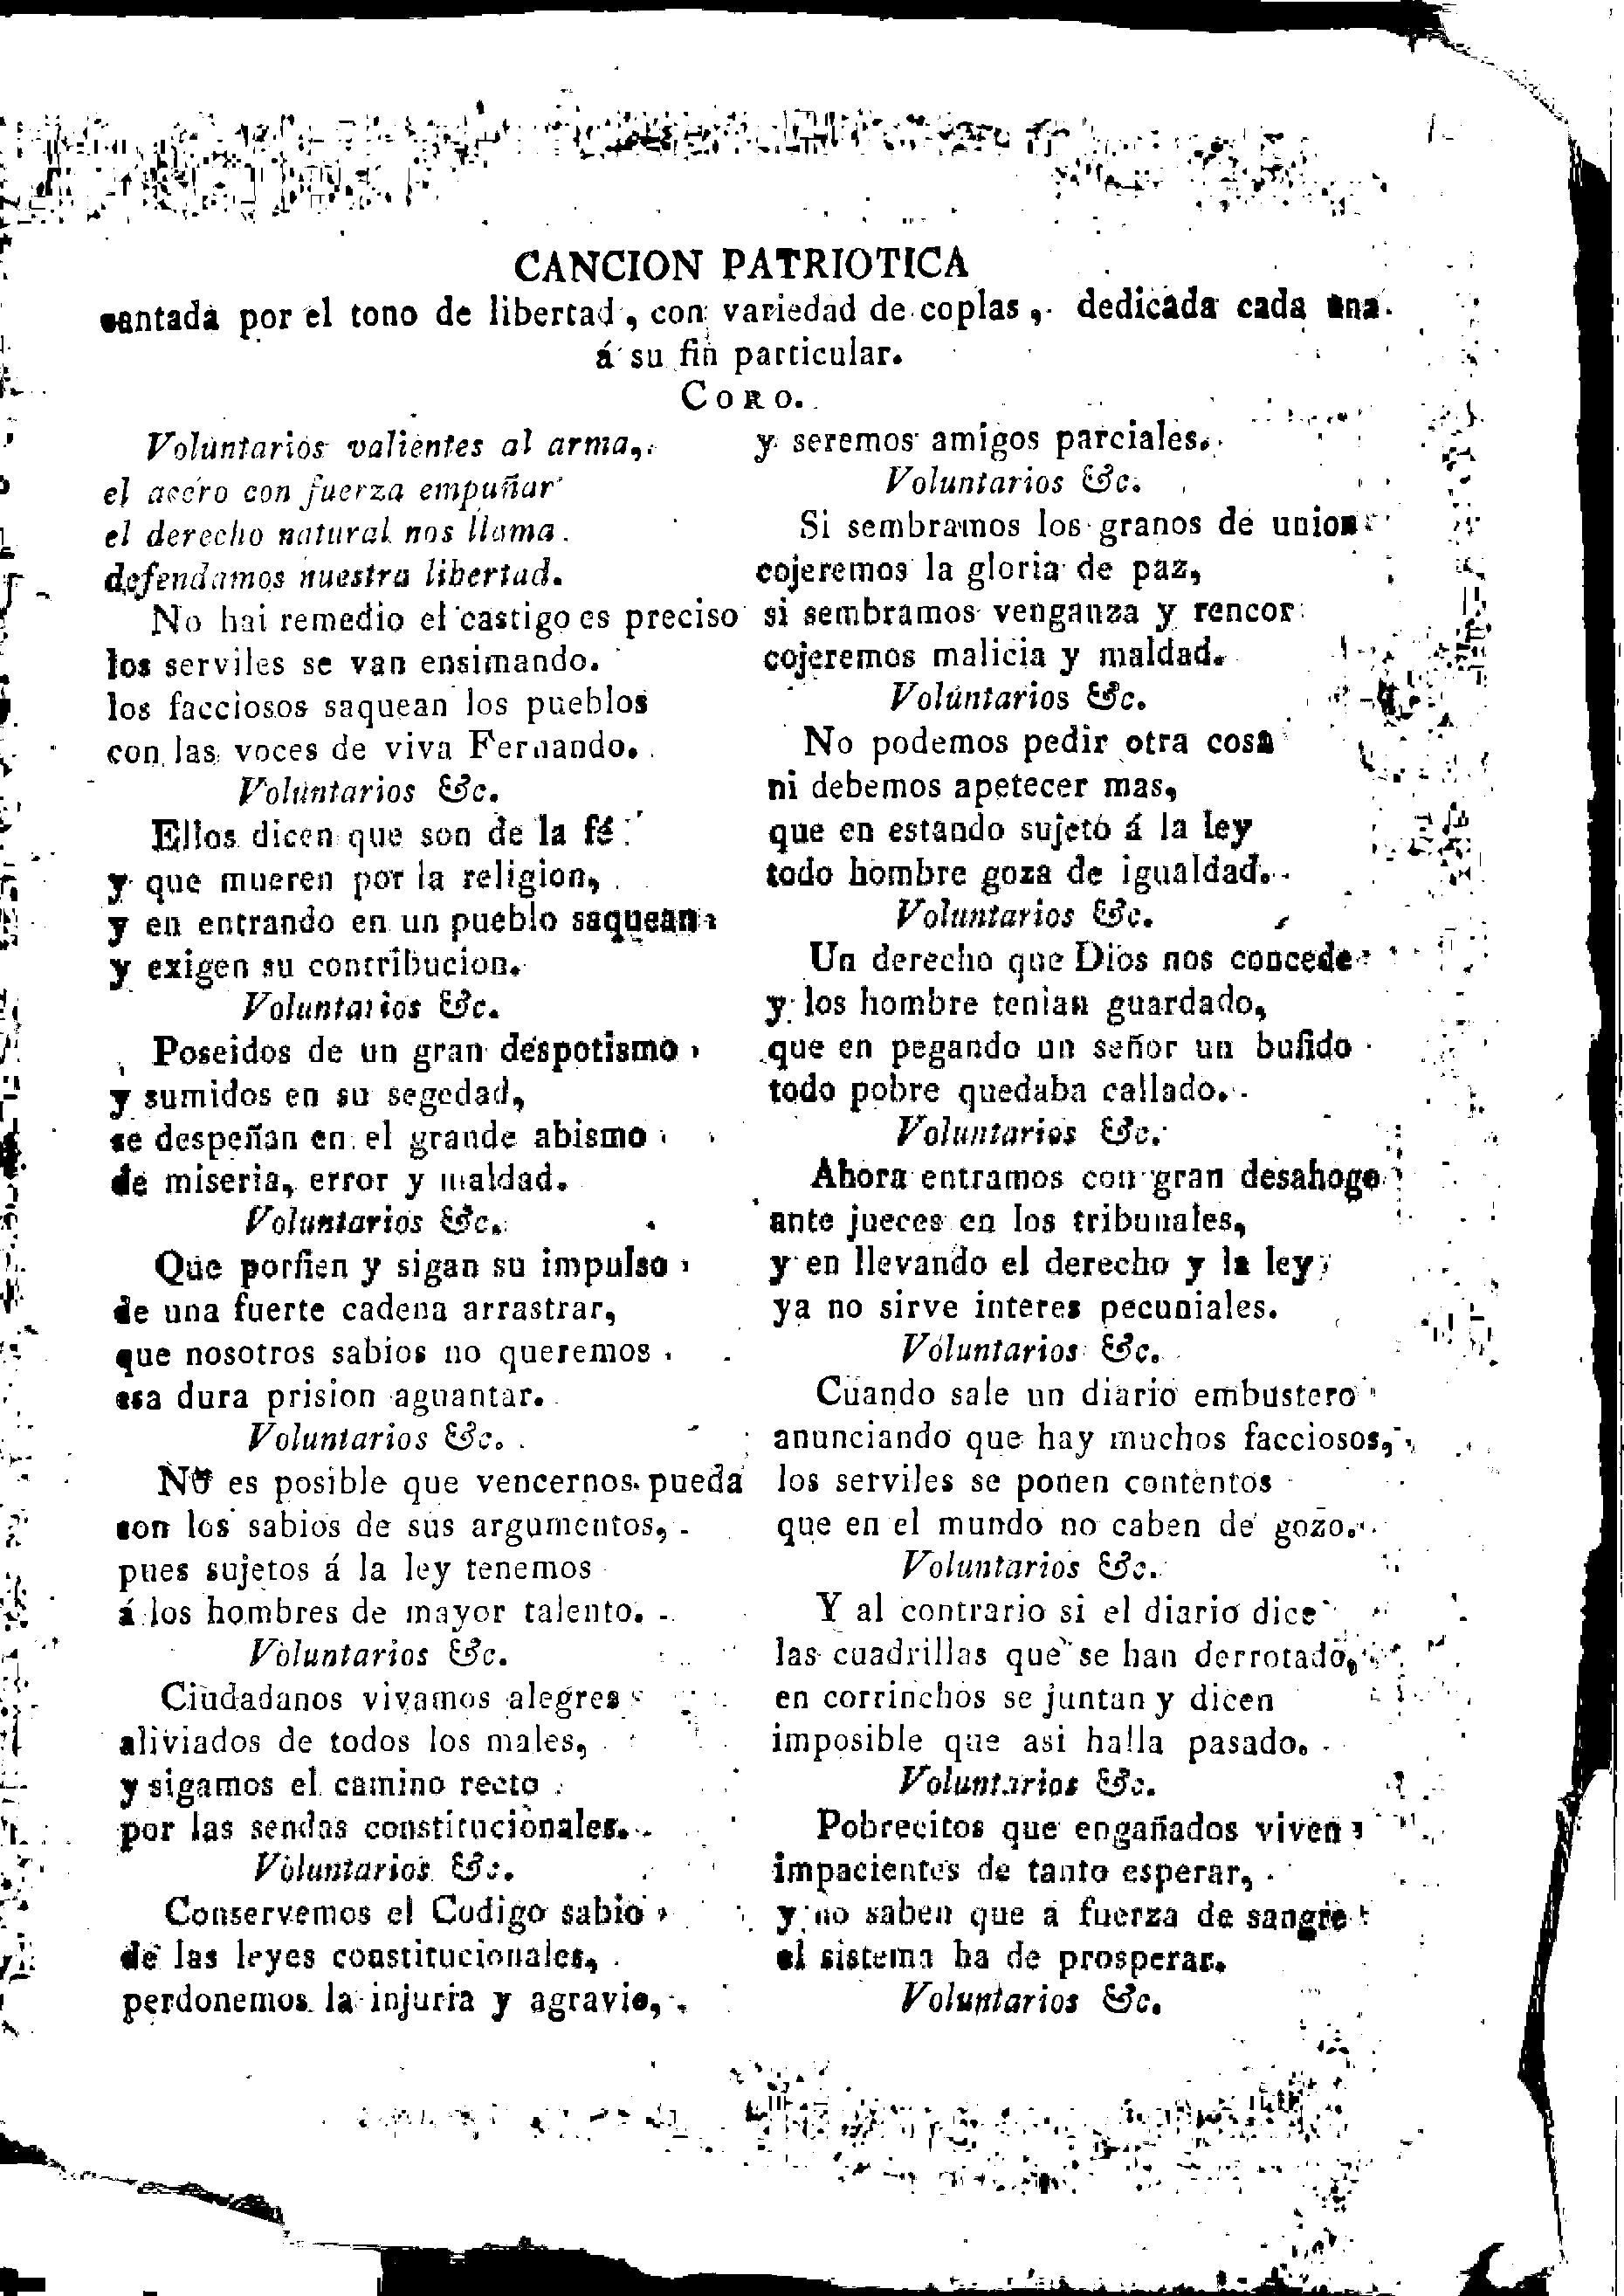 CANCION PATRIOTICA
cantada por el tono de libertad, con variedad de coplas, dedicada cada una
á su fin particular.
CORO.
Voluntarios valientes al arma,
el acero con fuerza empuñar
el derecho natural nos llama
defendamos nuestra libertad.
No hai remedio el castigo es preciso
los serviles se van ensimando.
los facciosos saquean los pueblos
con las voces de viva Fernando.
Voluntarios &c.
Ellos dicen que son de la fé
y que mueren por la religion,
y en entrando en un pueblo saquean
y exigen su contribucion.
Voluntarios &c.
Poseidos de un gran despotismo
y sumidos en su segedad,
se despeñan en el grande abismo
de miseria, error y maldad.
Voluntarios &c.
Que porfien y sigan su impulso
de una fuerte cadena arrastrar,
que nosotros sabios no queremos
esa dura prision aguantar.
Voluntarios &c.
No es posible que vencernos pueda
con los sabios de sus argumentos,
pues sujetos á la ley tenemos
á los hombres de mayor talento.
Voluntarios &c.
Ciudadanos vivamos alegres
aliviados de todos los males,
y sigamos el camino recto
por las sendas constitucionales.
Voluntarios &c.
Conservemos el Codigo sabio
de las leyes constitucionales,
perdonemos la injuria y agravio,
y seremos amigos parciales.
Voluntarios &c.
Si sembramos los granos de union
cojeremos la gloria de paz,
si sembramos venganza y rencor
cojeremos malicia y maldad.
Voluntarios &c.
No podemos pedir otra cosa
ni debemos apetecer mas,
que en estando sujeto á la ley
todo hombre goza de igualdad.
Voluntarios &c.
Un derecho que Dios nos concede
y los hombre tenian guardado,
que en pegando un señor un bufido
todo pobre quedaba callado.
Voluntarios &c.
Ahora entramos con gran desahogo
ante jueces en los tribunales,
y en llevando el derecho y la ley
ya no sirve interes pecuniales.
Voluntarios &c.
Cuando sale un diario embustero
anunciando que hay muchos facciosos,
los serviles se ponen contentos
que en el mundo no caben de gozo.
Voluntarios &c.
Y al contrario si el diario dice
las cuadrillas que se han derrotado,
en corrinchos se juntan y dicen
imposible que asi halla pasado.
Voluntarios &c.
Pobrecitos que engañados viven
impacientes de tanto esperar,
y no saben que á fuerza de sangre
el sistema ha de prosperar.
Voluntarios &c.